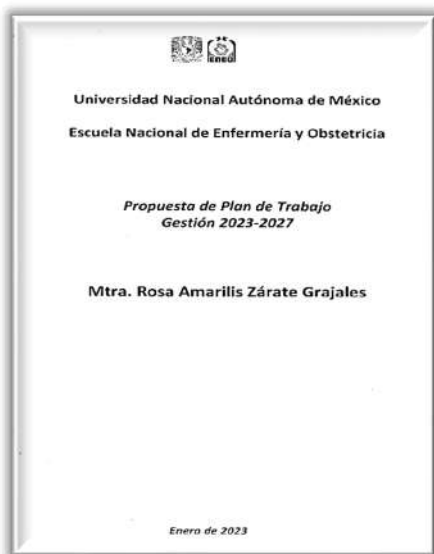 ENEO
Universidad Nacional Autónoma de México
Escuela Nacional de Enfermería y Obstetricia
Propuesta de Plan de Trabajo
Gestión 2023-2027
Mtra. Rosa Amarilis Zárate Grajales
Enero de 2023